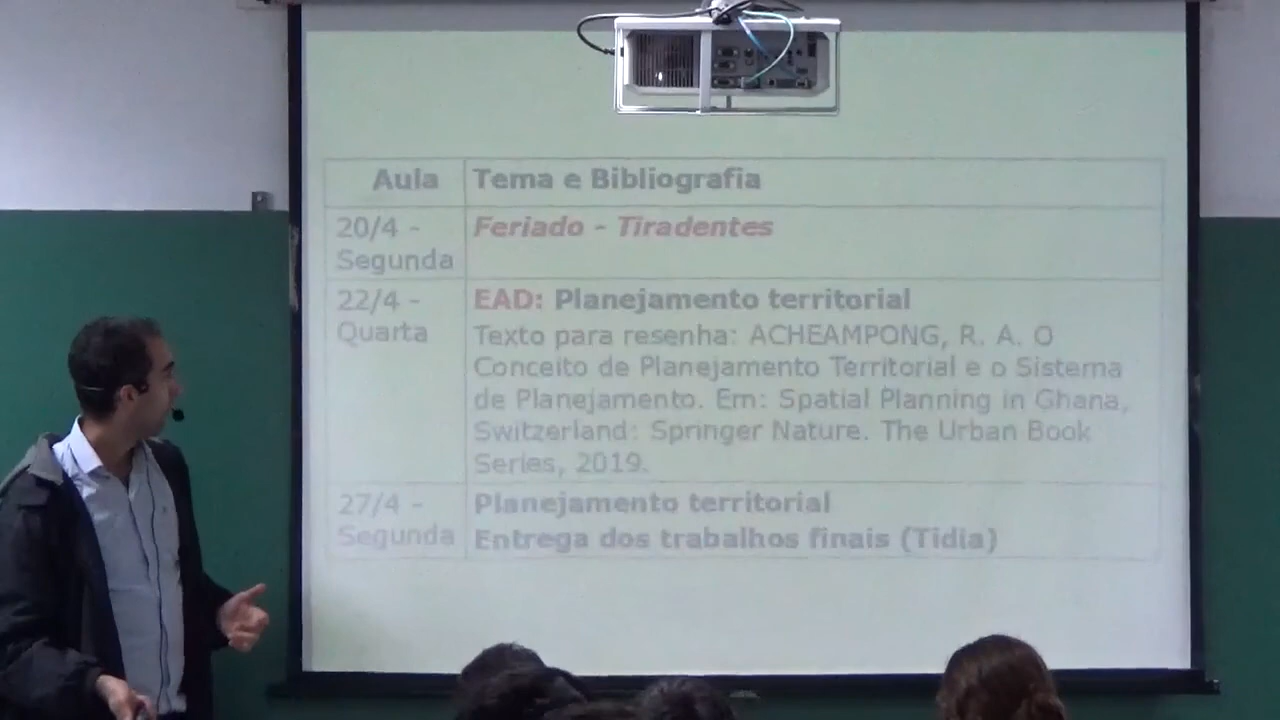 Aula Tema e Bibliografia
20/4 - Feriado - Tiradentes
Segunda
22/4 - EAD: Planejamento territorial
Quarta Texto para resenha: ACHEAMPONG, R. A. O
Conceito de Planejamento Territorial e o Sistema
de Planejamento. Em: Spatial Planning in Ghana,
Switzerland: Springer Nature. The Urban Book
Series, 2019.
27/4 - Planejamento territorial
Segunda Entrega dos trabalhos finais (Tidia)